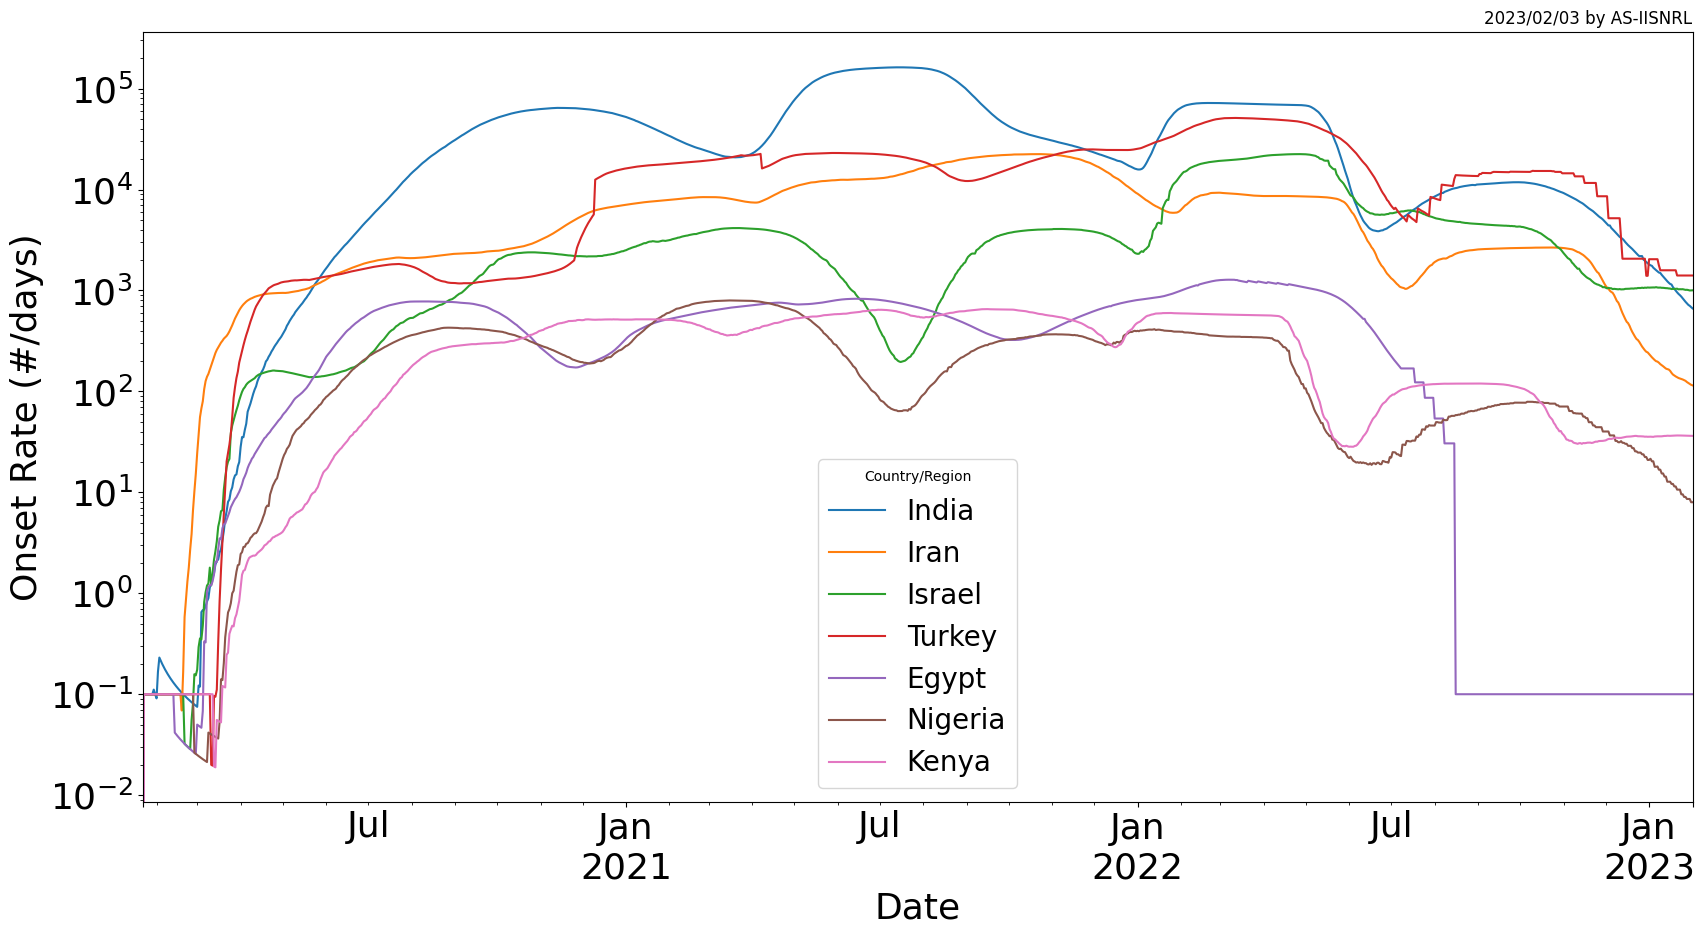 2023/02/03 by AS-IISNRL
Onset Rate (#/days)
10^5
10^4
10^3
10^2
10^1
10^0
10^−1
10^−2
Country/Region
India
Iran
Israel
Turkey
Egypt
Nigeria
Kenya
Jul Jan Jul Jan Jul Jan
2021 2022 2023
Date